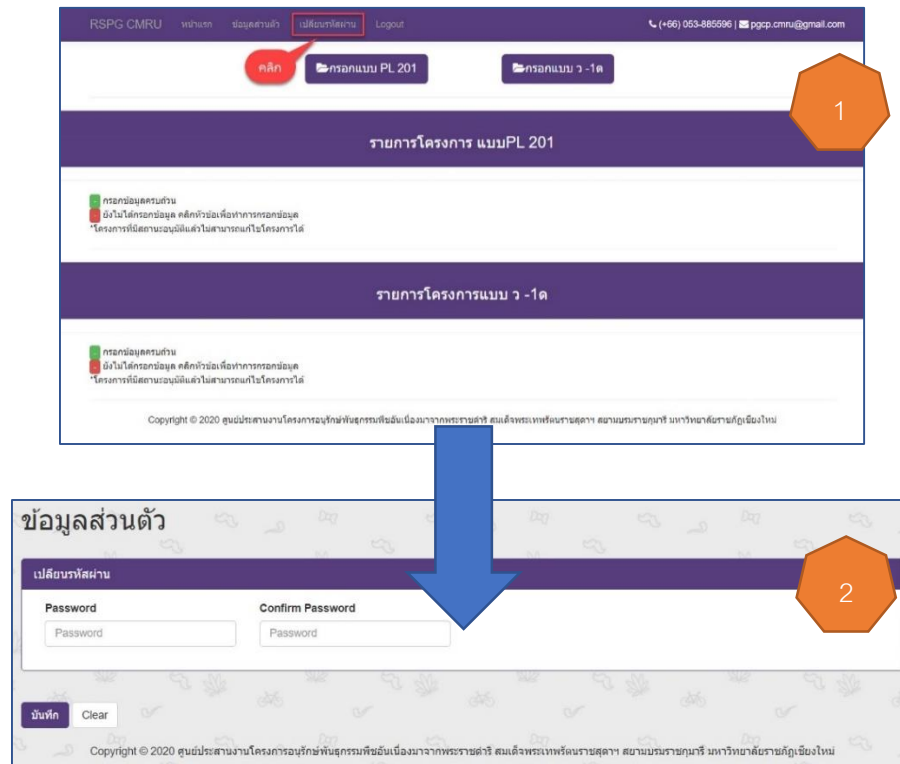 RSPG CMRU หน้าแรก ข้อมูลส่วนตัว เปลี่ยนรหัสผ่าน Logout (+66) 053-885596 | pgcp.cmru@gmail.com
คลิก กรอกแบบ PL 201 กรอกแบบ ว -1ด
1
รายการโครงการ แบบPL 201
- กรอกข้อมูลครบถ้วน
- ยังไม่ได้กรอกข้อมูล คลิกหัวข้อเพื่อทำการกรอกข้อมูล
*โครงการที่มีสถานะอนุมัติแล้วไม่สามารถแก้ไขโครงการได้
รายการโครงการแบบ ว -1ด
- กรอกข้อมูลครบถ้วน
- ยังไม่ได้กรอกข้อมูล คลิกหัวข้อเพื่อทำการกรอกข้อมูล
*โครงการที่มีสถานะอนุมัติแล้วไม่สามารถแก้ไขโครงการได้
Copyright © 2020 ศูนย์ประสานงานโครงการอนุรักษ์พันธุกรรมพืชอันเนื่องมาจากพระราชดำริ สมเด็จพระเทพรัตนราชสุดาฯ สยามบรมราชกุมารี มหาวิทยาลัยราชภัฏเชียงใหม่
ข้อมูลส่วนตัว
2
เปลี่ยนรหัสผ่าน
Password Confirm Password
Password Password
บันทึก Clear
Copyright © 2020 ศูนย์ประสานงานโครงการอนุรักษ์พันธุกรรมพืชอันเนื่องมาจากพระราชดำริ สมเด็จพระเทพรัตนราชสุดาฯ สยามบรมราชกุมารี มหาวิทยาลัยราชภัฏเชียงใหม่